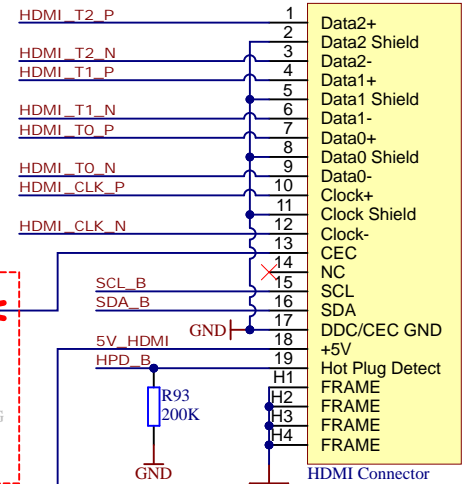 HDMI_T2_P 1 Data2+
2 Data2 Shield
HDMI_T2_N 3 Data2-
HDMI_T1_P 4 Data1+
5 Data1 Shield
HDMI_T1_N 6 Data1-
HDMI_T0_P 7 Data0+
8 Data0 Shield
HDMI_T0_N 9 Data0-
HDMI_CLK_P 10 Clock+
11 Clock Shield
HDMI_CLK_N 12 Clock-
13 CEC
14 NC
SCL_B 15 SCL
SDA_B 16 SDA
GND 17 DDC/CEC GND
5V_HDMI 18 +5V
HPD_B 19 Hot Plug Detect
H1 FRAME
R93 H2 FRAME
200K H3 FRAME
H4 FRAME
GND HDMI Connector